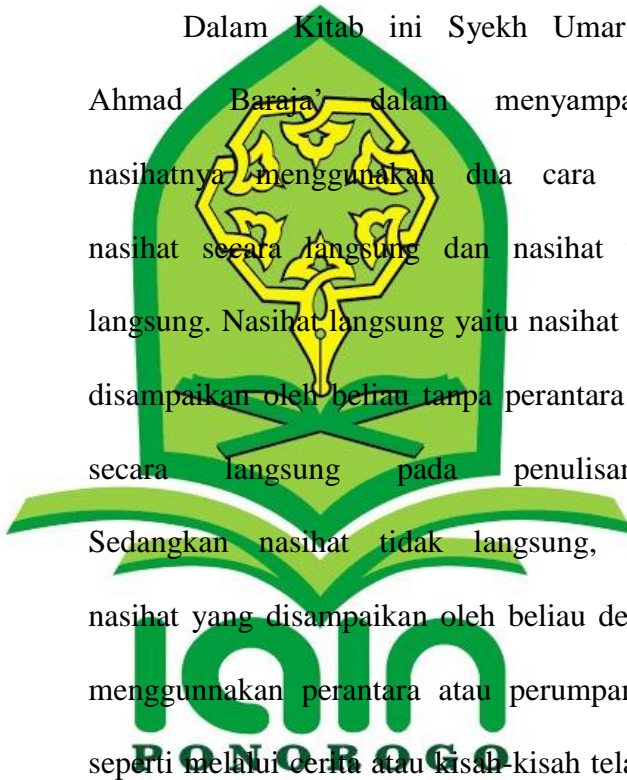 Dalam Kitab ini Syekh Umar
Ahmad Baraja’ dalam menyampa
nasihatnya menggunakan dua cara
nasihat secara langsung dan nasihat
langsung. Nasihat langsung yaitu nasihat
disampaikan oleh beliau tanpa perantara
secara langsung pada penulisan
Sedangkan nasihat tidak langsung,
nasihat yang disampaikan oleh beliau de
menggunnakan perantara atau perumpan
iain
PONOROGO
seperti melalui cerita atau kisah-kisah tela